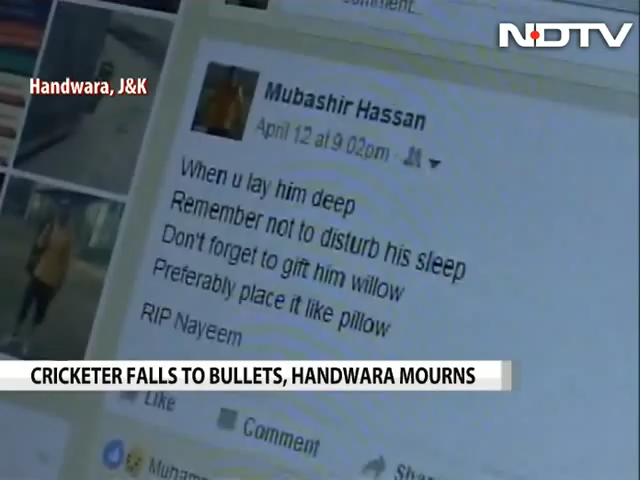 comment.
NDTV
Handwara, J&K
Mubashir Hassan
April 12 at 9:02pm
When u lay him deep
Remember not to disturb his sleep
Don't forget to gift him willow
Preferably place it like pillow
RIP Nayeem
CRICKETER FALLS TO BULLETS, HANDWARA MOURNS
Like
Comment